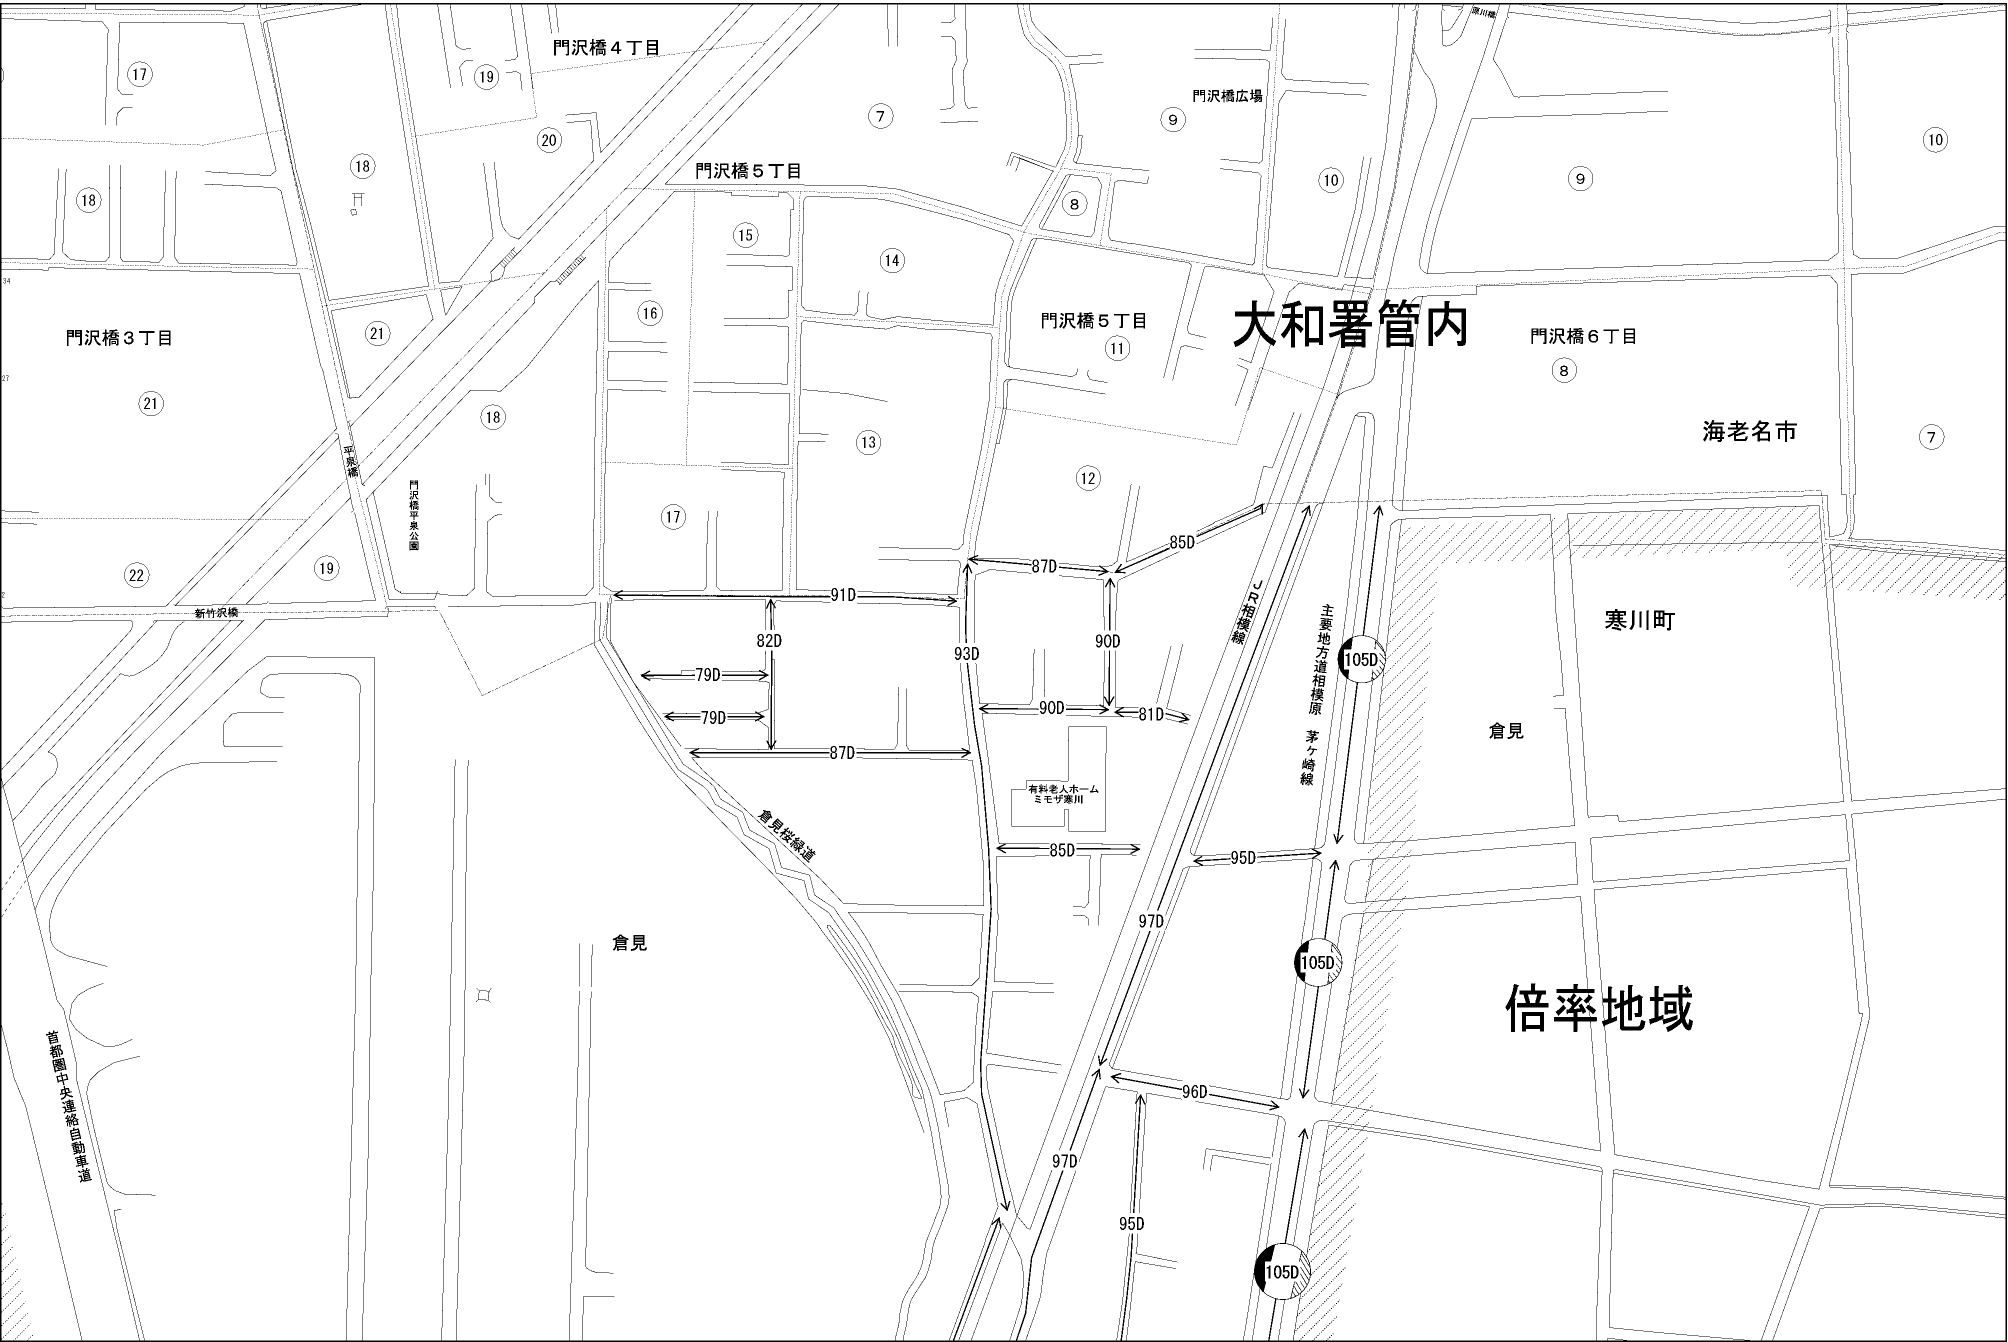 寒川橋
門沢橋４丁目
17
19
7
門沢橋広場
9
20
10
18
門沢橋５丁目
10
9
18
8
15
14
34
16
門沢橋５丁目
大和署管内
門沢橋３丁目
21
11
門沢橋６丁目
8
27
21
18
海老名市
13
7
平泉橋
12
門沢橋平泉公園
17
85D
87D
22
19
2
91D
新竹沢橋
JR相模線
主要地方道相模原　茅ヶ崎線
寒川町
82D
90D
93D
105D
79D
90D
81D
79D
倉見
87D
有料老人ホーム
ミモザ寒川
倉見桜緑道
85D
95D
97D
倉見
105D
倍率地域
首都圏中央連絡自動車道
96D
97D
95D
105D